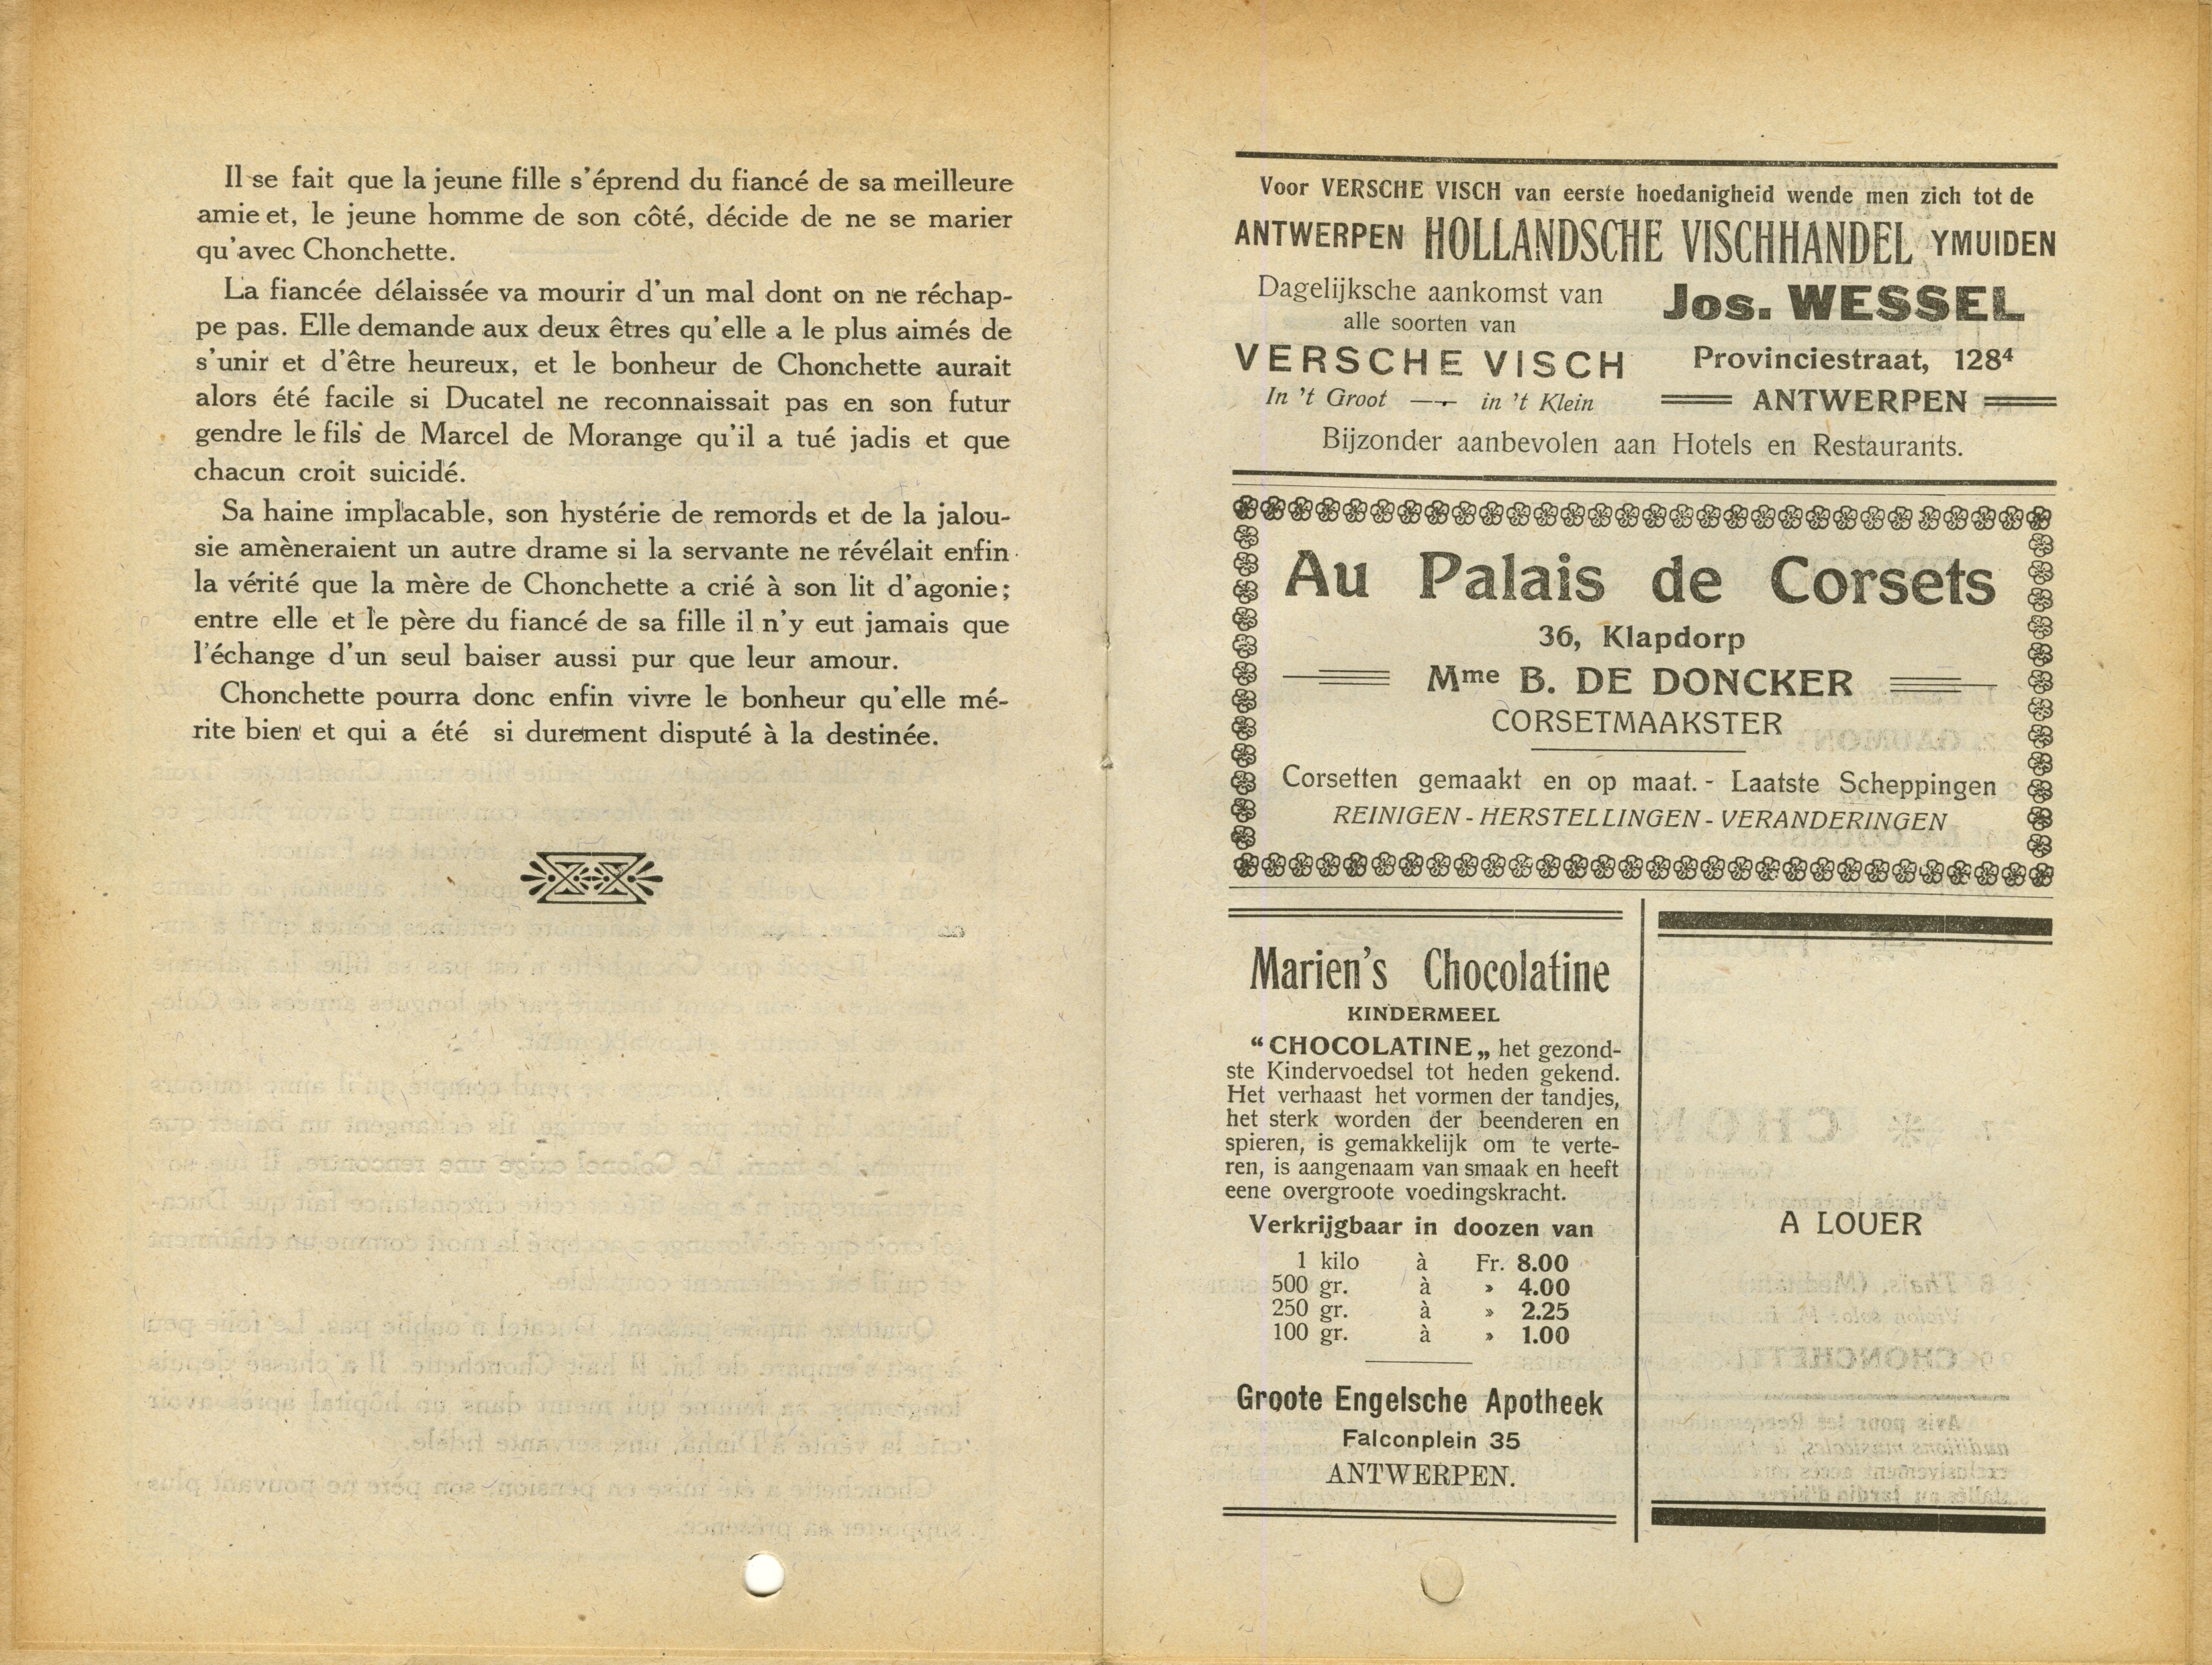 Il se fait que la jeune fille s'éprend du fiancé de sa meilleure
amie et, le jeune homme de son côté, décide de ne se marier
qu'avec Chonchette.
La fiancée délaissée va mourir d'un mal dont on ne réchap-
pe pas. Elle demande aux deux êtres qu'elle a le plus aimés de
s'unir et d'être heureux, et le bonheur de Chonchette aurait
alors été facile si Ducatel ne reconnaissait pas en son futur
gendre le fils de Marcel de Morange qu'il a tué jadis et que
chacun croit suicidé.
Sa haine implacable, son hystérie de remords et de la jalou-
sie amèneraient un autre drame si la servante ne révélait enfin
la vérité que la mère de Chonchette a crié à son lit d'agonie;
entre elle et le père du fiancé de sa fille il n'y eut jamais que
l'échange d'un seul baiser aussi pur que leur amour.
Chonchette pourra donc enfin vivre le bonheur qu'elle mé-
rite bien et qui a été si durement disputé à la destinée.
Voor VERSCHE VISCH van eerste hoedanigheid wende men zich tot de
ANTWERPEN HOLLANDSCHE VISCHHANDEL YMUIDEN
Dagelijksche aankomst van
alle soorten van
VERSCHE VISCH
In 't Groot —— in 't Klein
Jos. WESSEL
Provinciestraat, 128⁴
ANTWERPEN
Bijzonder aanbevolen aan Hotels en Restaurants.
Au Palais de Corsets
36, Klapdorp
Mme B. DE DONCKER
CORSETMAAKSTER
Corsetten gemaakt en op maat. - Laatste Scheppingen
REINIGEN - HERSTELLINGEN - VERANDERINGEN
Marien's Chocolatine
KINDERMEEL
“CHOCOLATINE„ het gezond-
ste Kindervoedsel tot heden gekend.
Het verhaast het vormen der tandjes,
het sterk worden der beenderen en
spieren, is gemakkelijk om te verte-
ren, is aangenaam van smaak en heeft
eene overgroote voedingskracht.
Verkrijgbaar in doozen van
1 kilo à Fr. 8.00
500 gr. à » 4.00
250 gr. à » 2.25
100 gr. à » 1.00
Groote Engelsche Apotheek
Falconplein 35
ANTWERPEN.
A LOUER